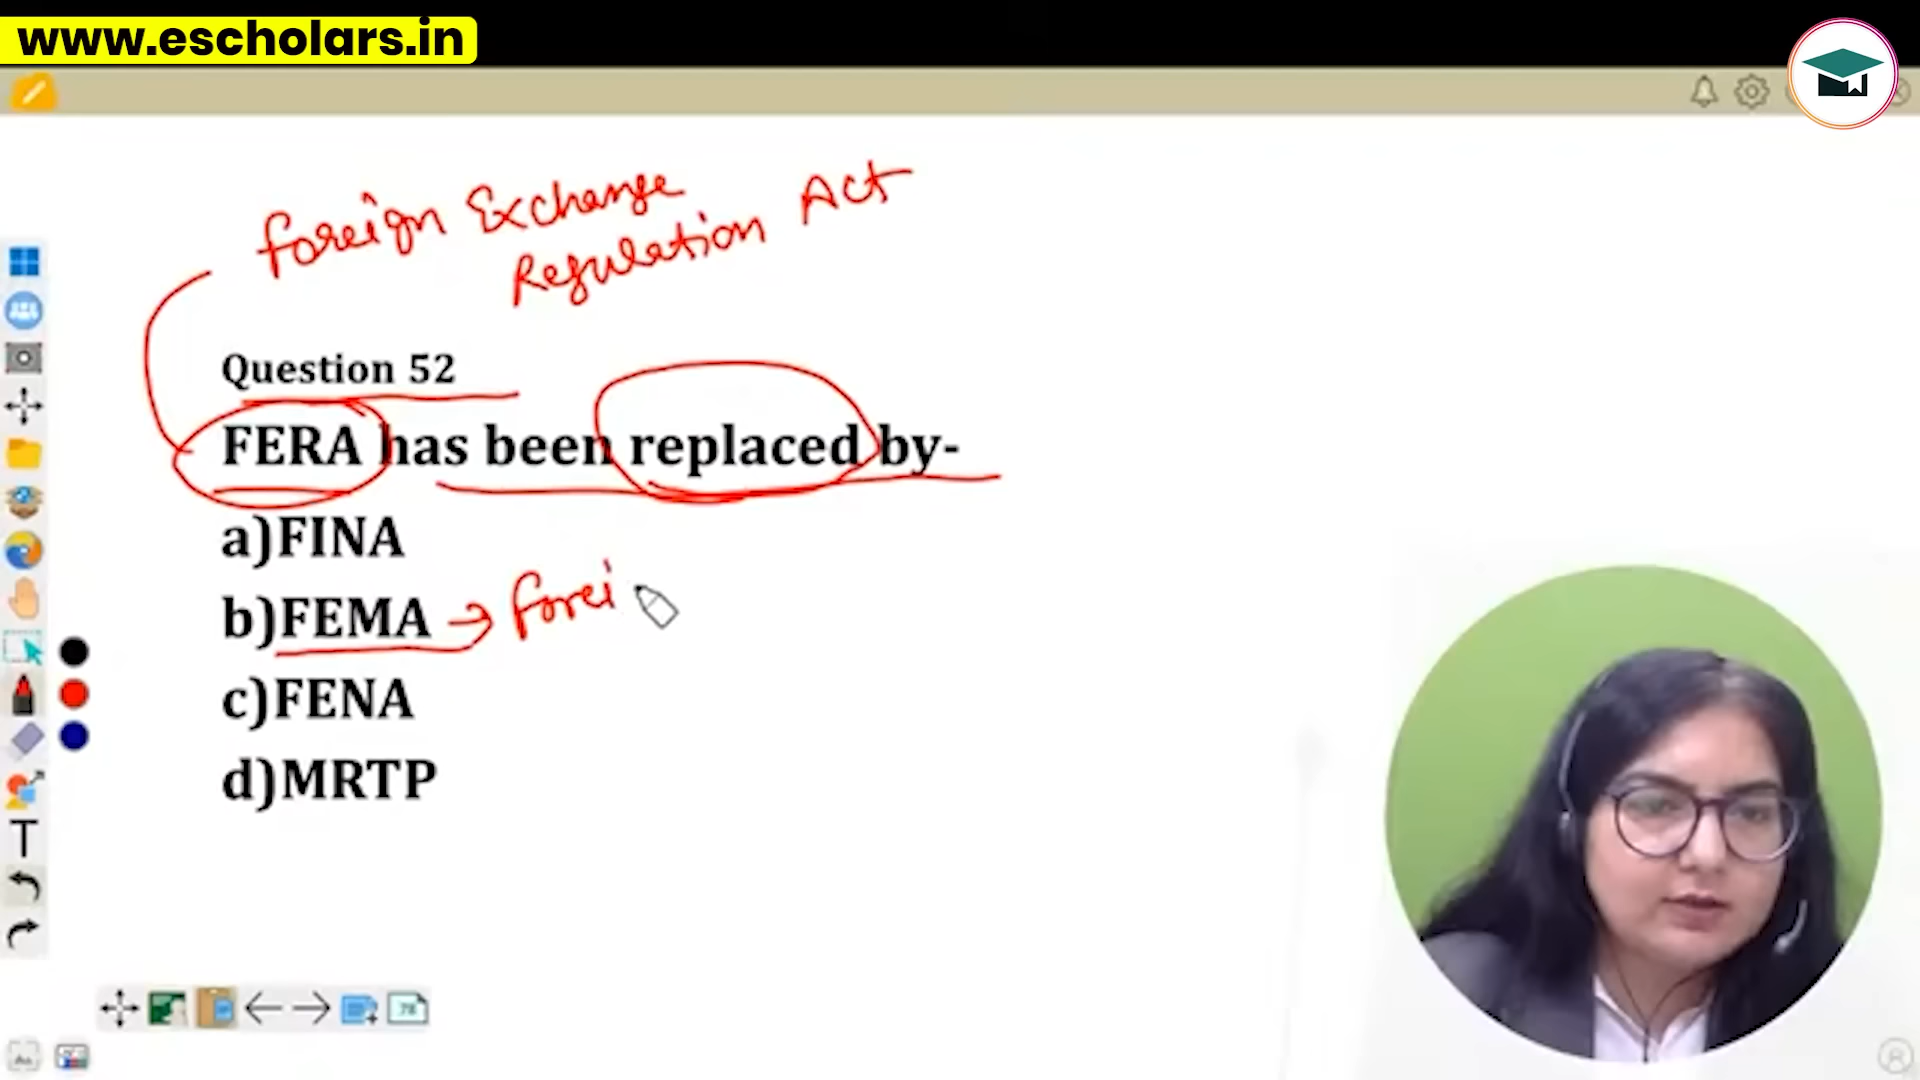 www.escholars.in
Foreign Exchange
Regulation Act
Question 52
FERA has been replaced by-
a)FINA
b)FEMA → Forei
c)FENA
d)MRTP
T
78